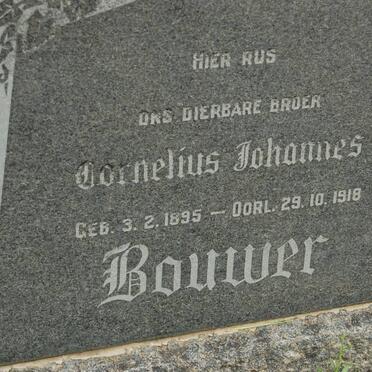 HIER RUS
ONS DIERBARE BROER
Cornelius Johannes
GEB. 3. 2. 1895 — OORL. 29. 10. 1918
Bouwer